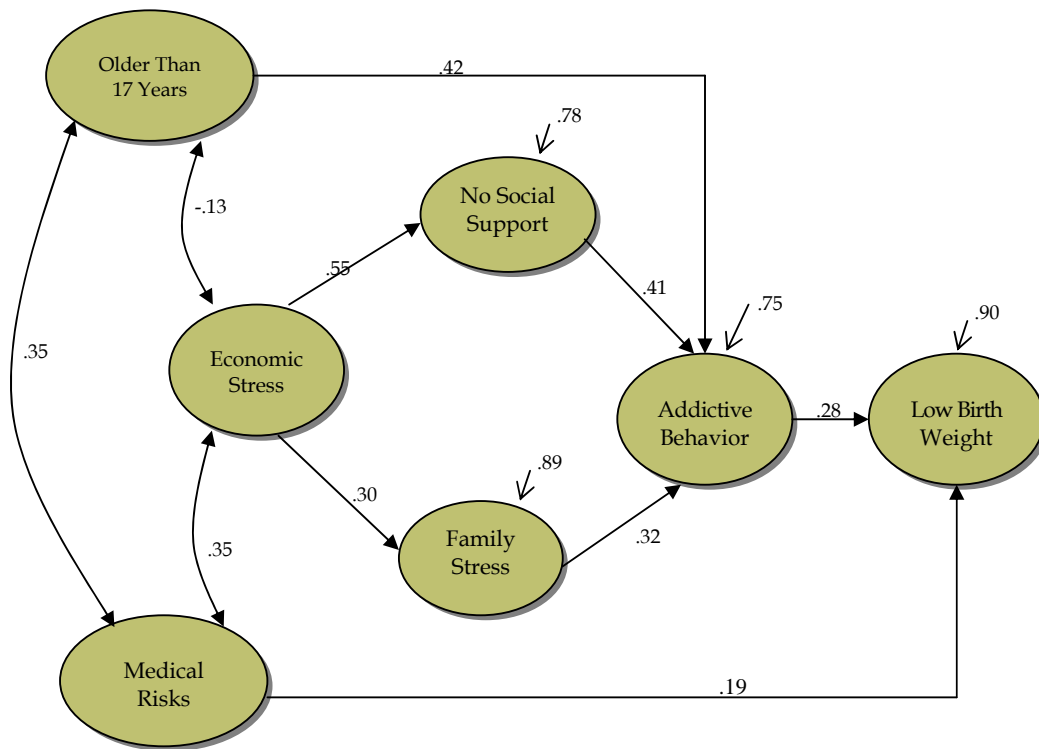 Older Than
17 Years
.42
.78
No Social
Support
-.13
.55
.41
.75
.90
.35
Economic
Stress
Addictive
Behavior
.28
Low Birth
Weight
.89
.30
Family
Stress
.32
.35
Medical
Risks
.19